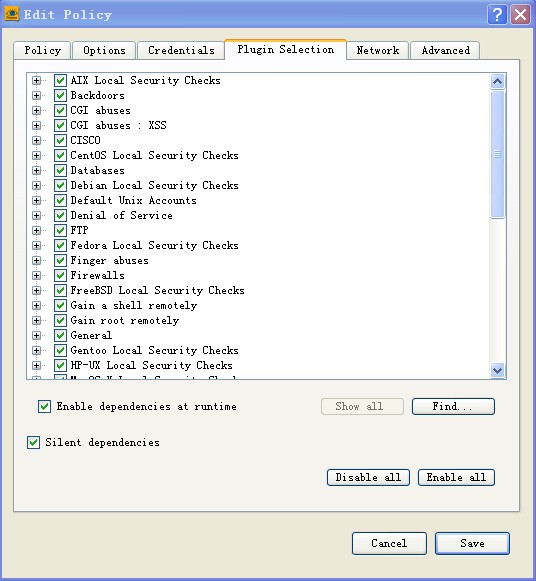 Edit Policy
Policy Options Credentials Plugin Selection Network Advanced
AIX Local Security Checks
Backdoors
CGI abuses
CGI abuses : XSS
CISCO
CentOS Local Security Checks
Databases
Debian Local Security Checks
Default Unix Accounts
Denial of Service
FTP
Fedora Local Security Checks
Finger abuses
Firewalls
FreeBSD Local Security Checks
Gain a shell remotely
Gain root remotely
General
Gentoo Local Security Checks
HP-UX Local Security Checks
Enable dependencies at runtime Show all Find...
Silent dependencies
Disable all Enable all
Cancel Save